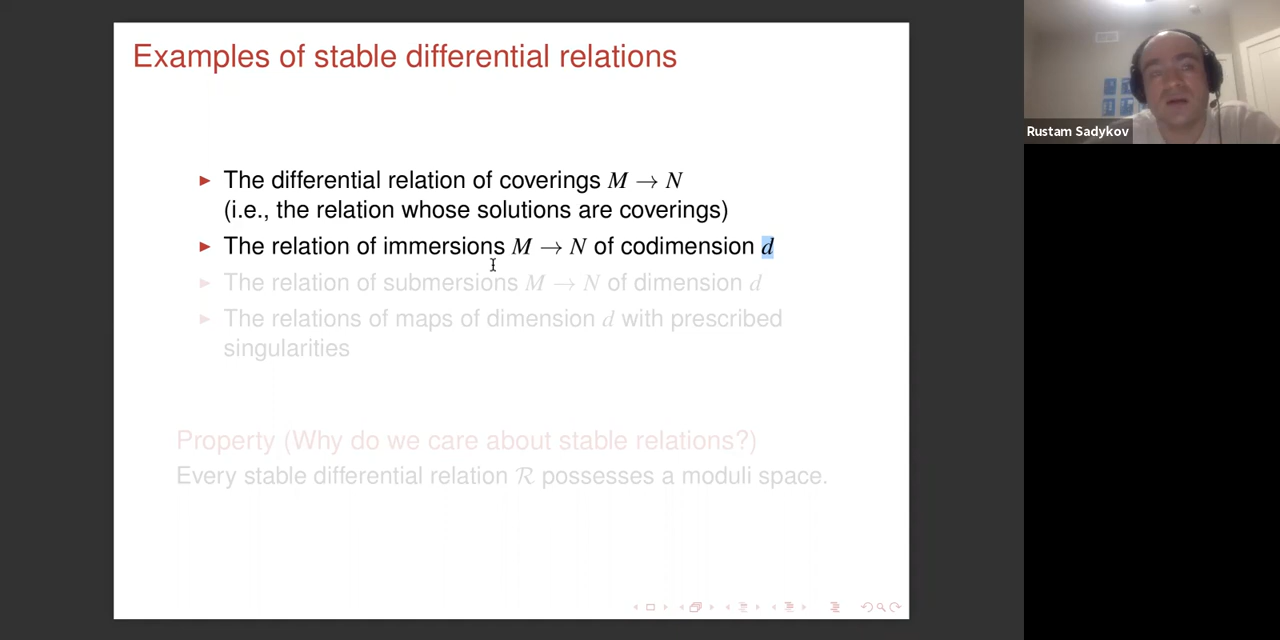 Examples of stable differential relations
Rustam Sadykov
► The differential relation of coverings M → N
(i.e., the relation whose solutions are coverings)
► The relation of immersions M → N of codimension d
► The relation of submersions M → N of dimension d
► The relations of maps of dimension d with prescribed
singularities
Property (Why do we care about stable relations?)
Every stable differential relation ℛ possesses a moduli space.